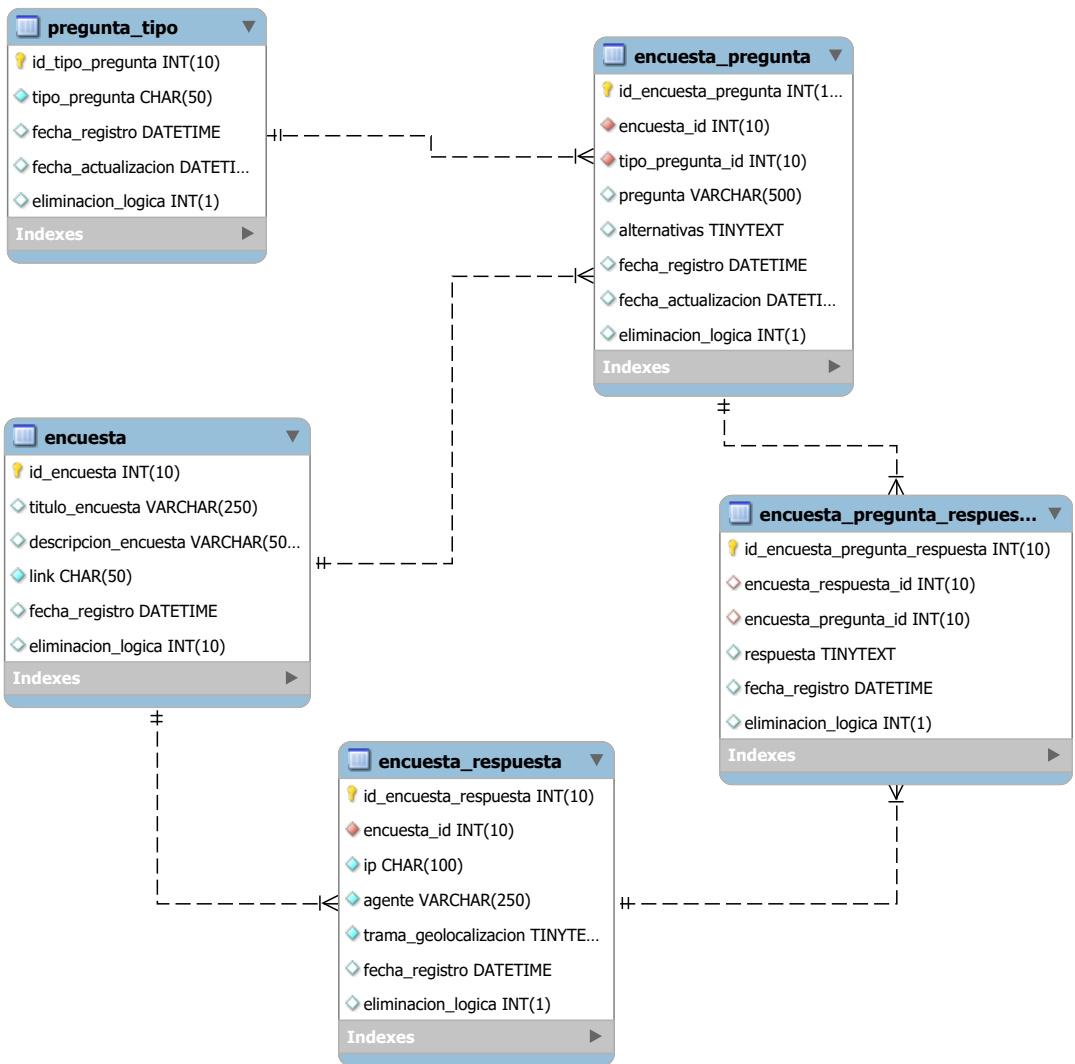 pregunta_tipo
id_tipo_pregunta INT(10)
tipo_pregunta CHAR(50)
fecha_registro DATETIME
fecha_actualizacion DATETI...
eliminacion_logica INT(1)
Indexes
encuesta_pregunta
id_encuesta_pregunta INT(1...
encuesta_id INT(10)
tipo_pregunta_id INT(10)
pregunta VARCHAR(500)
alternativas TINYTEXT
fecha_registro DATETIME
fecha_actualizacion DATETI...
eliminacion_logica INT(1)
Indexes
encuesta
id_encuesta INT(10)
titulo_encuesta VARCHAR(250)
descripcion_encuesta VARCHAR(50...
link CHAR(50)
fecha_registro DATETIME
eliminacion_logica INT(10)
Indexes
encuesta_pregunta_respues...
id_encuesta_pregunta_respuesta INT(10)
encuesta_respuesta_id INT(10)
encuesta_pregunta_id INT(10)
respuesta TINYTEXT
fecha_registro DATETIME
eliminacion_logica INT(1)
Indexes
encuesta_respuesta
id_encuesta_respuesta INT(10)
encuesta_id INT(10)
ip CHAR(100)
agente VARCHAR(250)
trama_geolocalizacion TINYTE...
fecha_registro DATETIME
eliminacion_logica INT(1)
Indexes